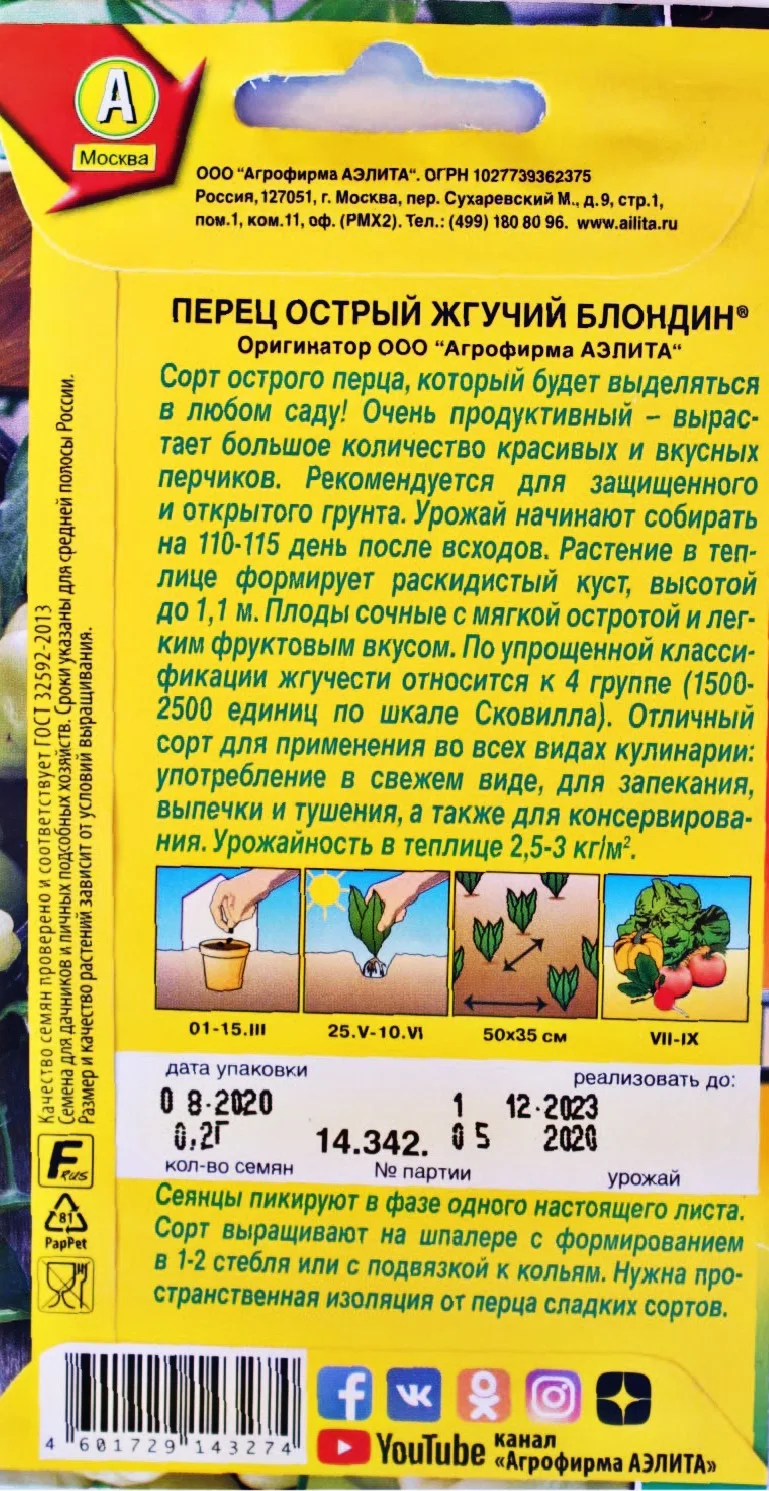 А
Москва
ООО “Агрофирма АЭЛИТА“. ОГРН 1027739362375
Россия, 127051, г. Москва, пер. Сухаревский М., д.9, стр.1,
пом.1, ком.11, оф. (РМХ2). Тел.: (499) 180 80 96. www.ailita.ru
ПЕРЕЦ ОСТРЫЙ ЖГУЧИЙ БЛОНДИН®
Оригинатор ООО “Агрофирма АЭЛИТА“
Сорт острого перца, который будет выделяться
в любом саду! Очень продуктивный – вырас-
тает большое количество красивых и вкусных
перчиков. Рекомендуется для защищенного
и открытого грунта. Урожай начинают собирать
на 110-115 день после всходов. Растение в теп-
лице формирует раскидистый куст, высотой
до 1,1 м. Плоды сочные с мягкой остротой и лег-
ким фруктовым вкусом. По упрощенной класси-
фикации жгучести относится к 4 группе (1500-
2500 единиц по шкале Сковилла). Отличный
сорт для применения во всех видах кулинарии:
употребление в свежем виде, для запекания,
выпечки и тушения, а также для консервирова-
ния. Урожайность в теплице 2,5-3 кг/м².
01-15.III
25.V-10.VI
50х35 см
VII-IX
дата упаковки
реализовать до:
0 8·2020 1 12·2023
0,2Г 14.342. 05 2020
кол-во семян № партии урожай
Сеянцы пикируют в фазе одного настоящего листа.
Сорт выращивают на шпалере с формированием
в 1-2 стебля или с подвязкой к кольям. Нужна про-
странственная изоляция от перца сладких сортов.
Качество семян проверено и соответствует ГОСТ 32592-2013
Семена для дачников и личных подсобных хозяйств. Сроки указаны для средней полосы России.
Размер и качество растений зависит от условий выращивания.
F RUS
81
PapPet
4 601729 143274
YouTube канал
«Агрофирма АЭЛИТА»